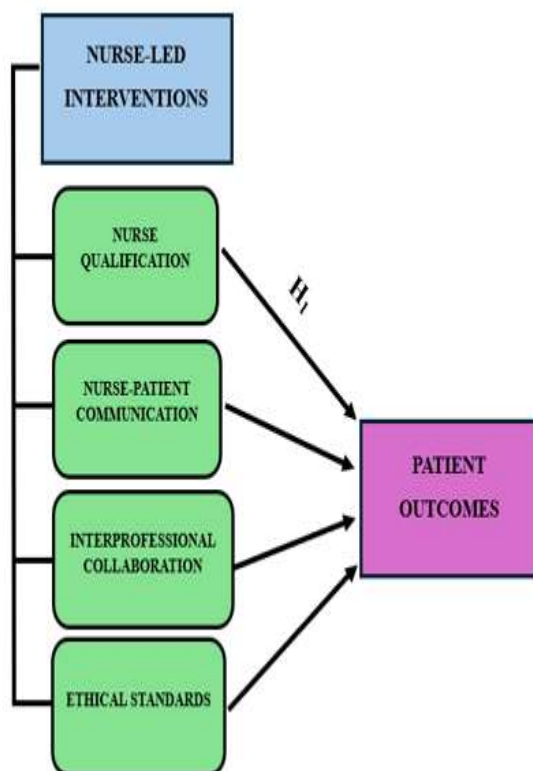 NURSE-LED
INTERVENTIONS
NURSE
QUALIFICATION
H₁
NURSE-PATIENT
COMMUNICATION
PATIENT
OUTCOMES
INTERPROFESSIONAL
COLLABORATION
ETHICAL STANDARDS